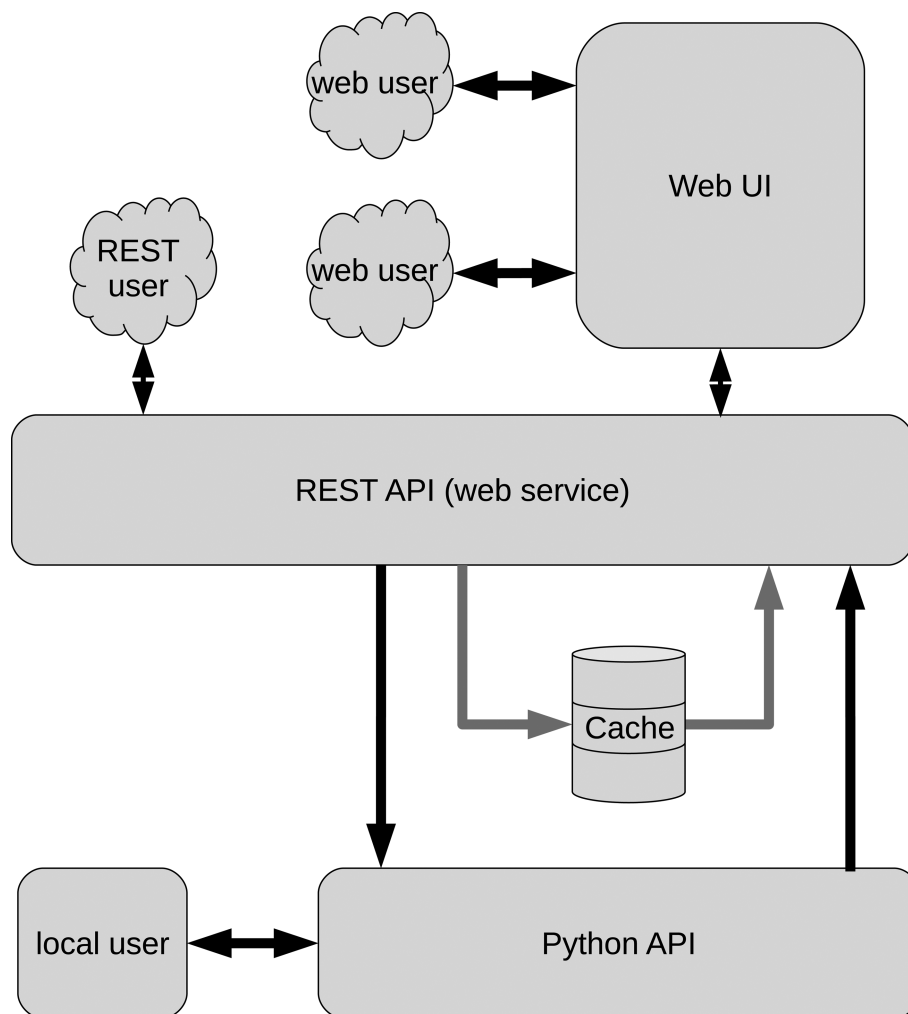 web user
Web UI
REST
user
web user
REST API (web service)
Cache
local user
Python API